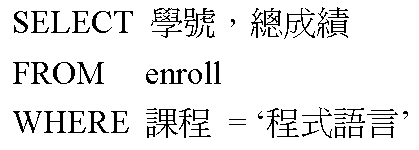 SELECT 學號，總成績
FROM enroll
WHERE 課程 = ‘程式語言’